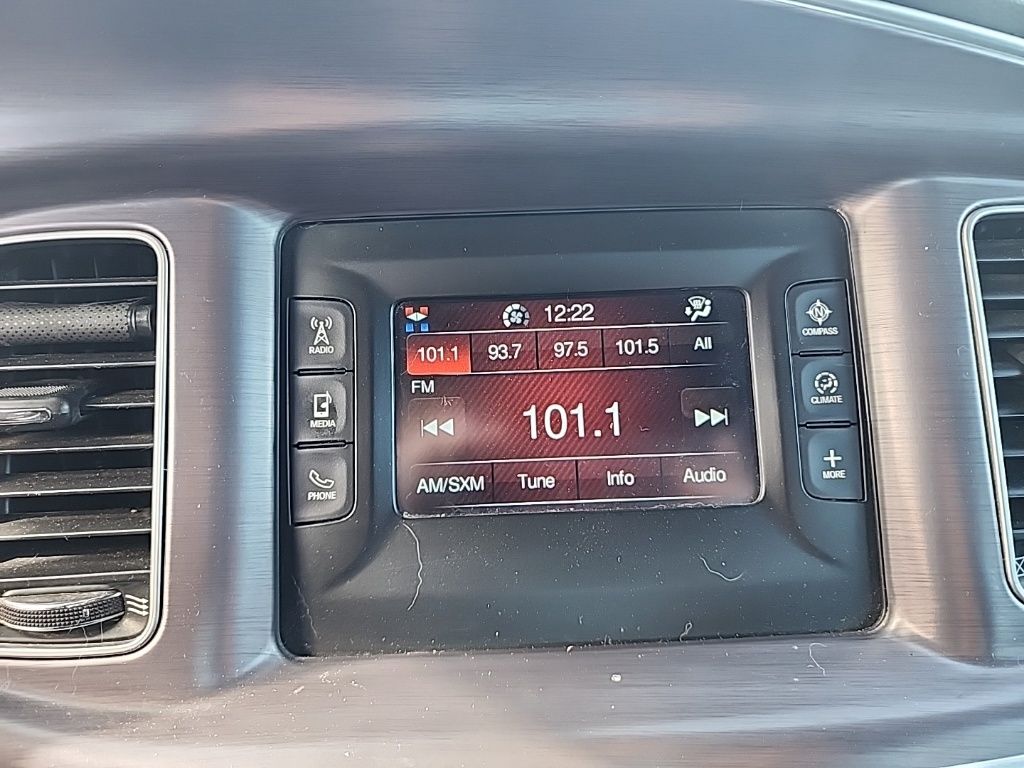 12:22
101.1 93.7 97.5 101.5 All
FM
101.1
AM/SXM Tune Info Audio
RADIO
MEDIA
PHONE
N
COMPASS
CLIMATE
MORE